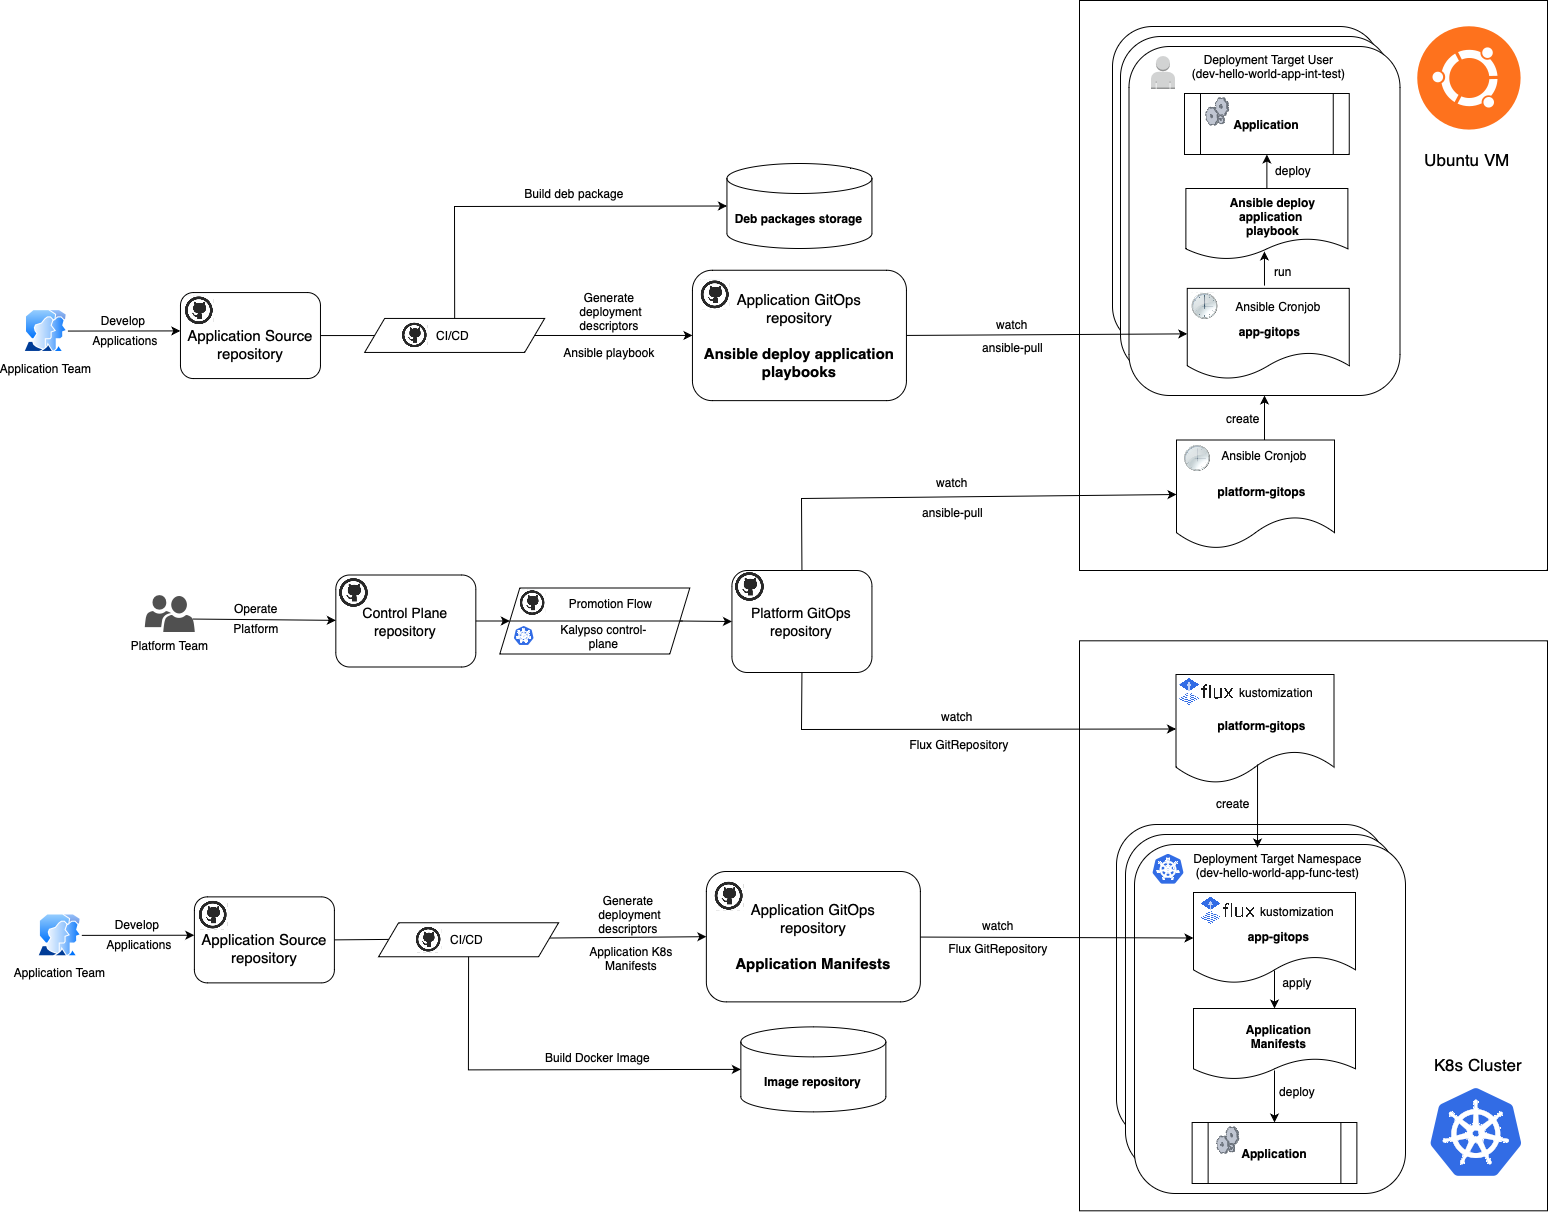 Deployment Target User
(dev-hello-world-app-int-test)
Application
Ubuntu VM
deploy
Build deb package
Deb packages storage
Ansible deploy
application
playbook
run
Develop
Applications
Application Team
Application Source
repository
CI/CD
Generate
deployment
descriptors
Ansible playbook
Application GitOps
repository
Ansible deploy application
playbooks
watch
ansible-pull
Ansible Cronjob
app-gitops
create
Ansible Cronjob
platform-gitops
watch
ansible-pull
Operate
Platform
Platform Team
Control Plane
repository
Promotion Flow
Kalypso control-
plane
Platform GitOps
repository
watch
Flux GitRepository
flux kustomization
platform-gitops
create
Deployment Target Namespace
(dev-hello-world-app-func-test)
flux kustomization
app-gitops
Develop
Applications
Application Team
Application Source
repository
CI/CD
Generate
deployment
descriptors
Application K8s
Manifests
Application GitOps
repository
Application Manifests
watch
Flux GitRepository
apply
Application
Manifests
Build Docker Image
Image repository
deploy
Application
K8s Cluster